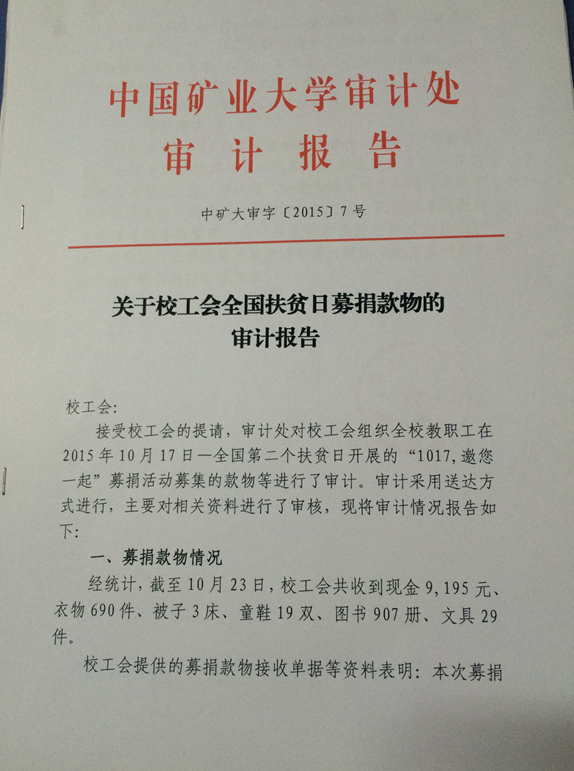 中国矿业大学审计处
审计报告
中矿大审字〔2015〕7号
关于校工会全国扶贫日募捐款物的
审计报告
校工会：
接受校工会的提请，审计处对校工会组织全校教职工在
2015年10月17日—全国第二个扶贫日开展的“1017,邀您
一起”募捐活动募集的款物等进行了审计。审计采用送达方
式进行，主要对相关资料进行了审核，现将审计情况报告如
下：
一、募捐款物情况
经统计，截至10月23日，校工会共收到现金9,195元、
衣物690件、被子3床、童鞋19双、图书907册、文具29
件。
校工会提供的募捐款物接收单据等资料表明：本次募捐